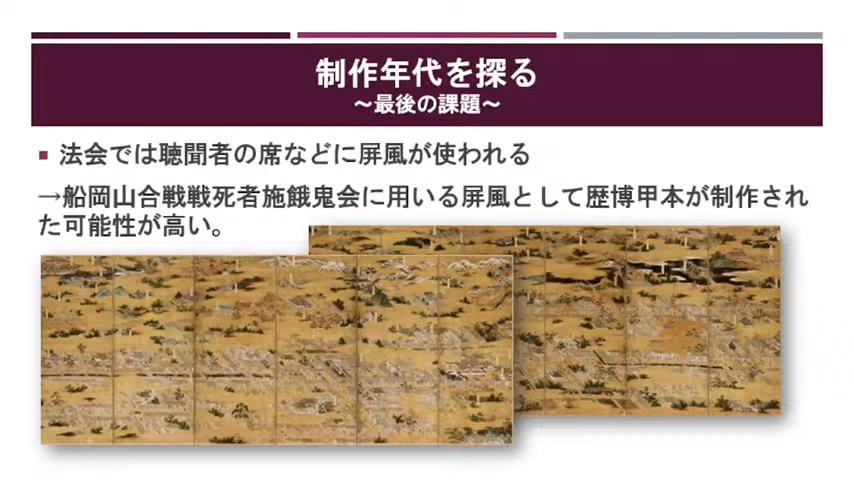 制作年代を探る
～最後の課題～
法会では聴聞者の席などに屏風が使われる
→船岡山合戦戦死者施餓鬼会に用いる屏風として歴博甲本が制作され
た可能性が高い。